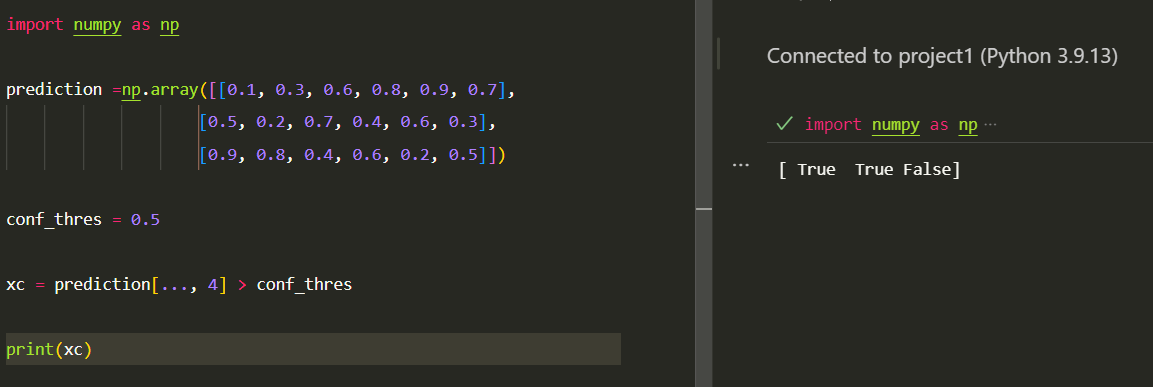 import numpy as np
prediction =np.array([[0.1, 0.3, 0.6, 0.8, 0.9, 0.7],
[0.5, 0.2, 0.7, 0.4, 0.6, 0.3],
[0.9, 0.8, 0.4, 0.6, 0.2, 0.5]])
conf_thres = 0.5
xc = prediction[..., 4] > conf_thres
print(xc)
Connected to project1 (Python 3.9.13)
import numpy as np ...
... [ True  True False]